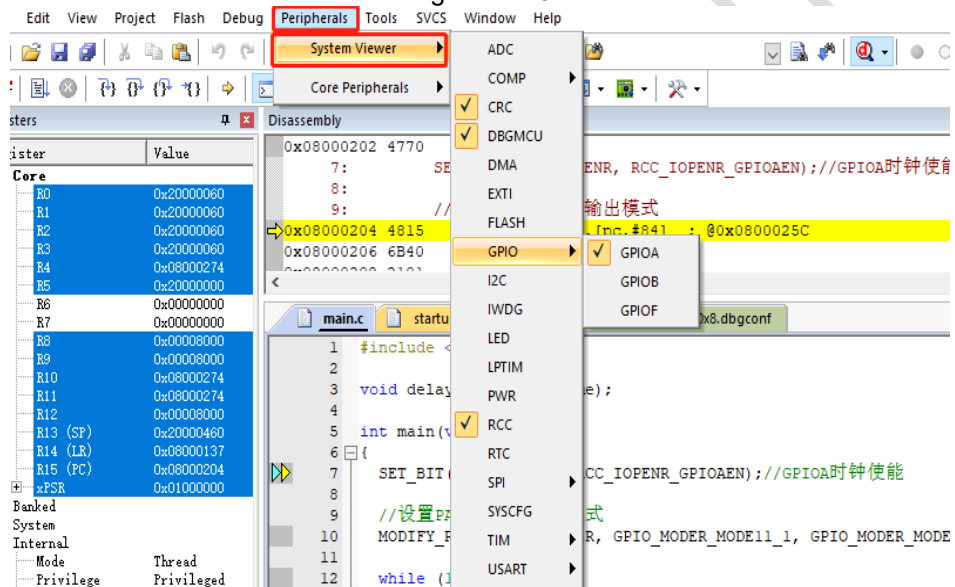 Edit View Project Flash Debug Peripherals Tools SVCS Window Help
System Viewer
Core Peripherals
ADC
COMP
CRC
DBGMCU
DMA
EXTI
FLASH
GPIO
I2C
IWDG
LED
LPTIM
PWR
RCC
RTC
SPI
SYSCFG
TIM
USART
GPIOA
GPIOB
GPIOF
sters
ister Value
Core
R0 0x20000060
R1 0x20000060
R2 0x20000060
R3 0x20000060
R4 0x08000274
R5 0x20000000
R6 0x00000000
R7 0x00000000
R8 0x00008000
R9 0x00008000
R10 0x08000274
R11 0x08000274
R12 0x00008000
R13 (SP) 0x20000460
R14 (LR) 0x08000137
R15 (PC) 0x08000204
xPSR 0x01000000
Banked
System
Internal
Mode Thread
Privilege Privileged
Disassembly
0x08000202 4770
7: SE ENR, RCC_IOPENR_GPIOAEN);//GPIOA时钟使能
8:
9: // 输出模式
0x08000204 4815 ,[pc,#84] ; @0x0800025C
0x08000206 6B40
main.c startu 0x8.dbgconf
1 #include <
2
3 void delay e);
4
5 int main(v
6 {
7 SET_BIT( CC_IOPENR_GPIOAEN);//GPIOA时钟使能
8
9 //设置PA 式
10 MODIFY_R R, GPIO_MODER_MODE11_1, GPIO_MODER_MODE
11
12 while (1